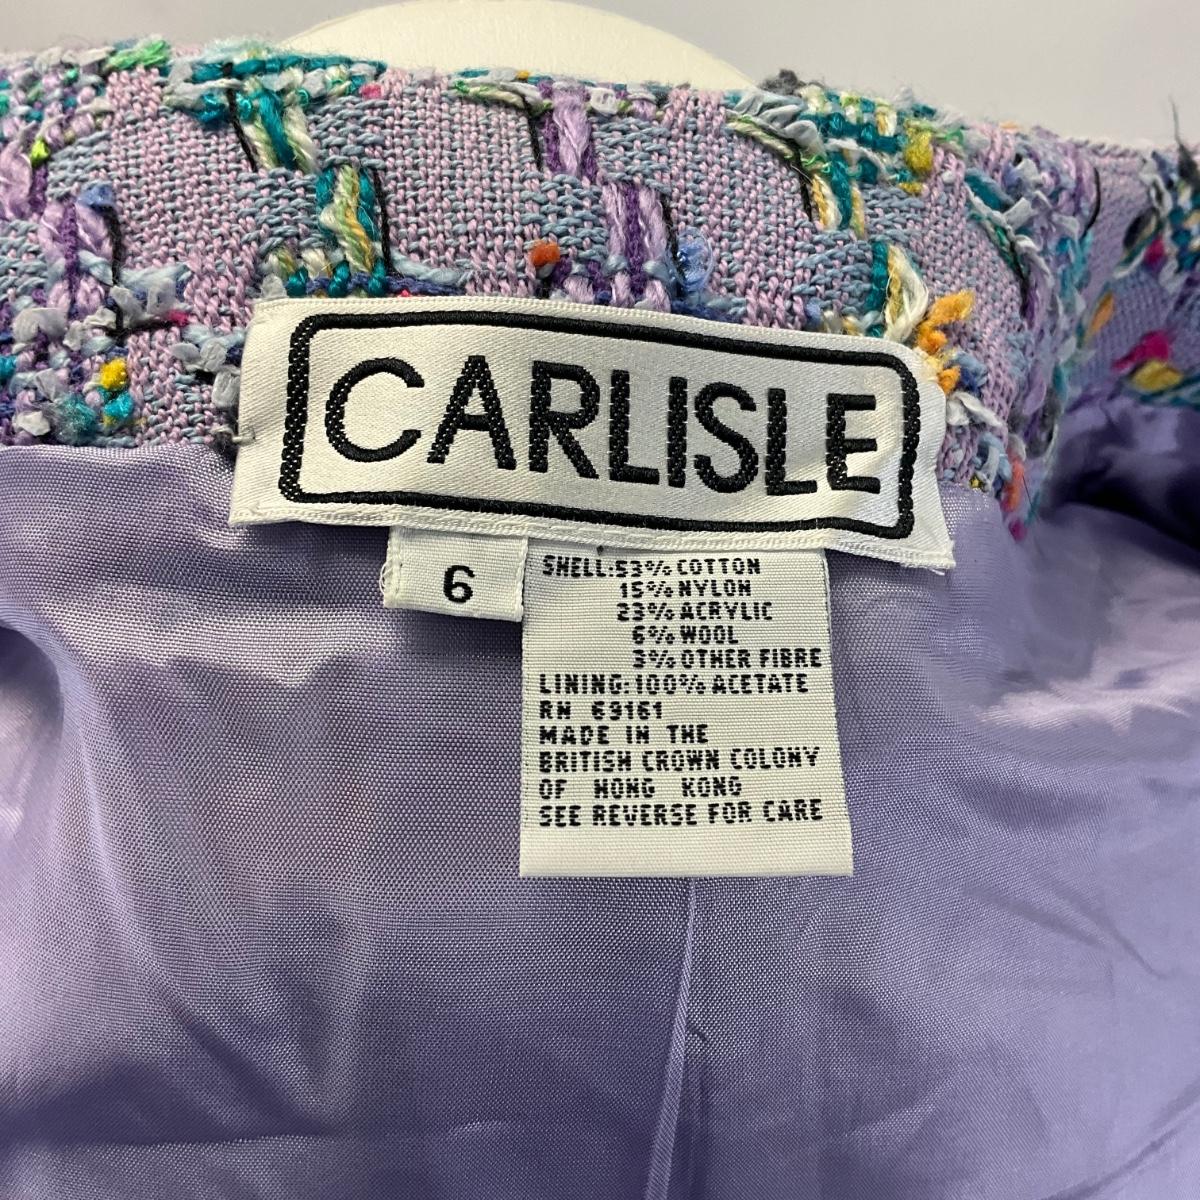 CARLISLE
6
SHELL:53% COTTON
15% NYLON
23% ACRYLIC
6% WOOL
3% OTHER FIBRE
LINING:100% ACETATE
RN 69161
MADE IN THE
BRITISH CROWN COLONY
OF HONG KONG
SEE REVERSE FOR CARE